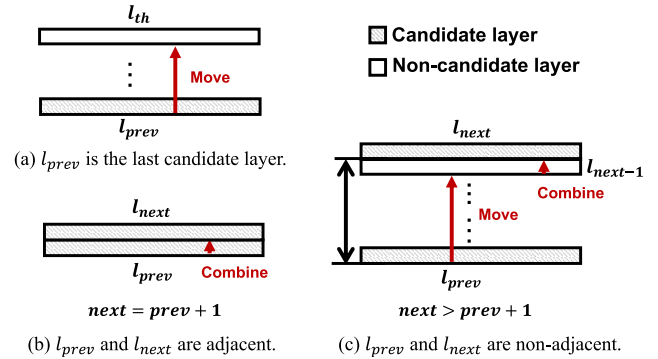 l_th
Move
l_prev
(a) l_prev is the last candidate layer.
Candidate layer
Non-candidate layer
l_next
l_prev
Combine
next = prev + 1
(b) l_prev and l_next are adjacent.
l_next
l_next−1
Combine
Move
l_prev
next > prev + 1
(c) l_prev and l_next are non-adjacent.